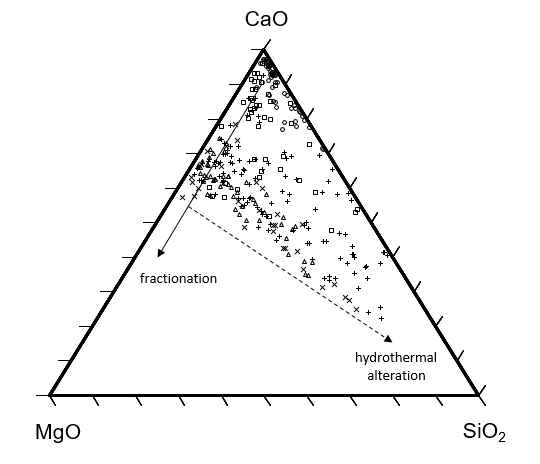 CaO
fractionation
hydrothermal
alteration
MgO
SiO₂